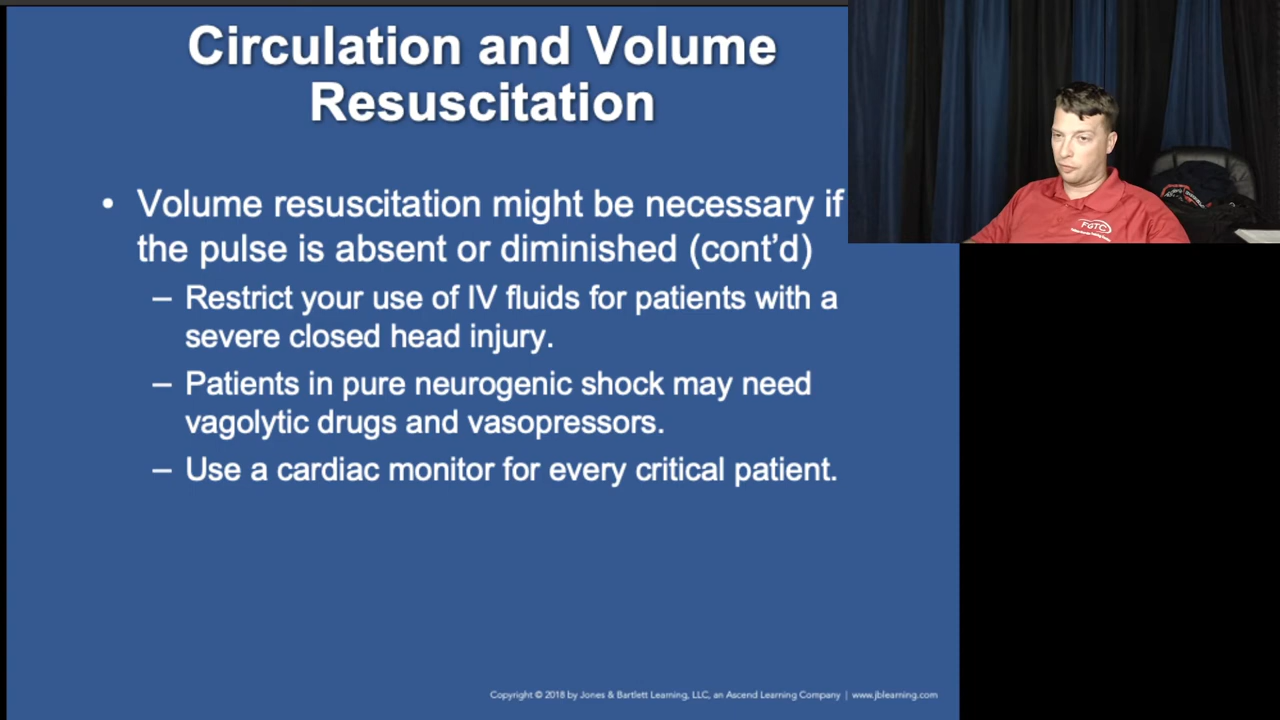 Circulation and Volume
Resuscitation
• Volume resuscitation might be necessary if
the pulse is absent or diminished (cont'd)
– Restrict your use of IV fluids for patients with a
severe closed head injury.
– Patients in pure neurogenic shock may need
vagolytic drugs and vasopressors.
– Use a cardiac monitor for every critical patient.
FGTC
Copyright © 2018 by Jones & Bartlett Learning, LLC, an Ascend Learning Company | www.jblearning.com